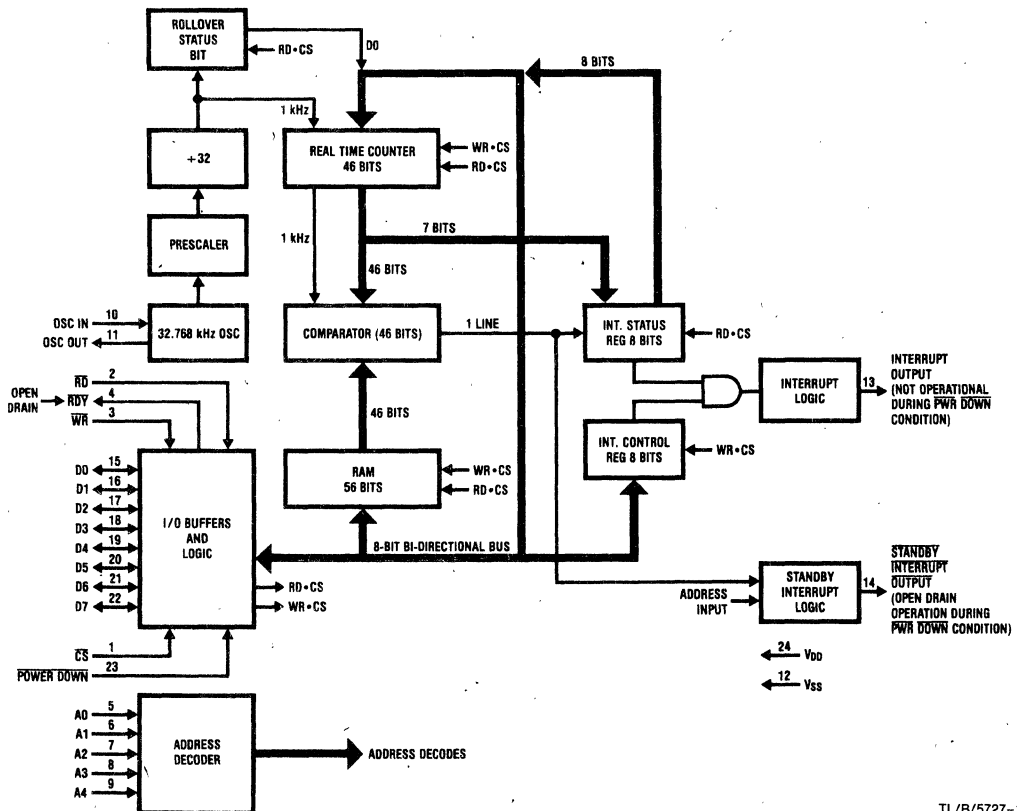 ROLLOVER
STATUS
BIT
RD•CS
D0
8 BITS
1 kHz
÷32
REAL TIME COUNTER
46 BITS
WR•CS
RD•CS
PRESCALER
1 kHz
7 BITS
46 BITS
OSC IN 10
OSC OUT 11
32.768 kHz OSC
COMPARATOR (46 BITS)
1 LINE
INT. STATUS
REG 8 BITS
RD•CS
INTERRUPT
LOGIC
13
INTERRUPT
OUTPUT
(NOT OPERATIONAL
DURING PWR DOWN
CONDITION)
OPEN
DRAIN
RD 2
RDY 4
WR 3
46 BITS
INT. CONTROL
REG 8 BITS
WR•CS
RAM
56 BITS
WR•CS
RD•CS
D0 15
D1 16
D2 17
D3 18
D4 19
D5 20
D6 21
D7 22
I/O BUFFERS
AND
LOGIC
8-BIT BI-DIRECTIONAL BUS
RD•CS
WR•CS
ADDRESS
INPUT
STANDBY
INTERRUPT
LOGIC
14
STANDBY
INTERRUPT
OUTPUT
(OPEN DRAIN
OPERATION DURING
PWR DOWN CONDITION)
CS 1
POWER DOWN 23
24 VDD
12 VSS
A0 5
A1 6
A2 7
A3 8
A4 9
ADDRESS
DECODER
ADDRESS DECODES